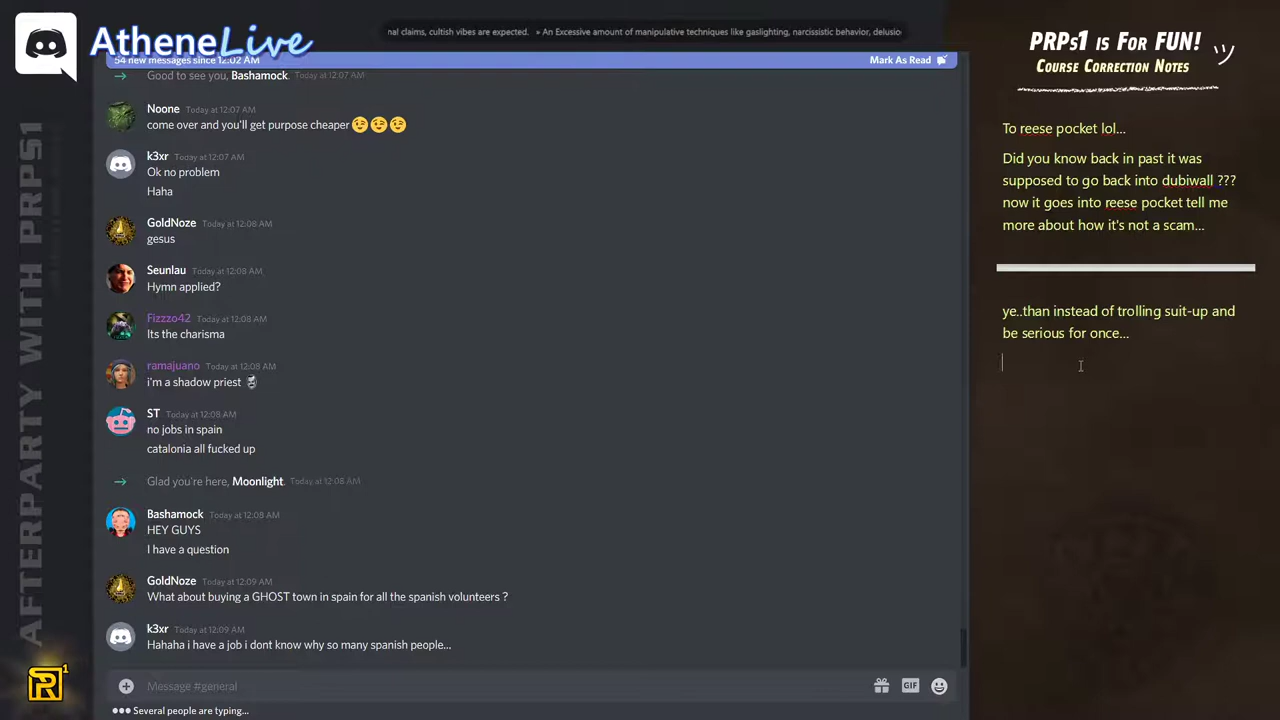 AtheneLive
nal claims, cultish vibes are expected. » An Excessive amount of manipulative techniques like gaslighting, narcissistic behavior, delusio
54 new messages since 12:02 AM
Mark As Read
Good to see you, Bashamock. Today at 12:07 AM
Noone Today at 12:07 AM
come over and you'll get purpose cheaper 😉😉😉
k3xr Today at 12:07 AM
Ok no problem
Haha
GoldNoze Today at 12:08 AM
gesus
Seunlau Today at 12:08 AM
Hymn applied?
Fizzzo42 Today at 12:08 AM
Its the charisma
ramajuano Today at 12:08 AM
i'm a shadow priest
ST Today at 12:08 AM
no jobs in spain
catalonia all fucked up
Glad you're here, Moonlight. Today at 12:08 AM
Bashamock Today at 12:08 AM
HEY GUYS
I have a question
GoldNoze Today at 12:09 AM
What about buying a GHOST town in spain for all the spanish volunteers ?
k3xr Today at 12:09 AM
Hahaha i have a job i dont know why so many spanish people...
Message #general
GIF
Several people are typing...
AFTERPARTY WITH PRPS1
R1
PRPs1 is For FUN!
Course Correction Notes
ツ
To reese pocket lol...
Did you know back in past it was
supposed to go back into dubiwall ???
now it goes into reese pocket tell me
more about how it's not a scam...
ye..than instead of trolling suit-up and
be serious for once...